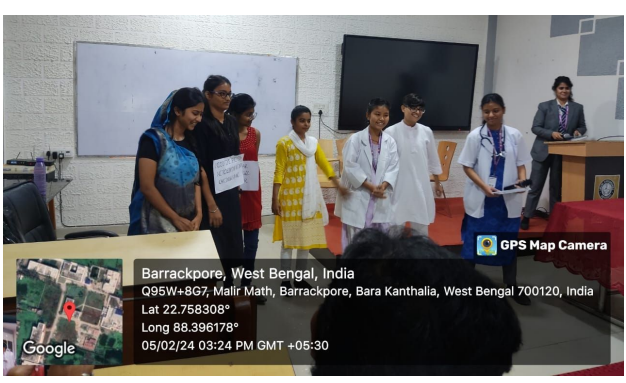 GPS Map Camera
Barrackpore, West Bengal, India
Q95W+8G7, Malir Math, Barrackpore, Bara Kanthalia, West Bengal 700120, India
Lat 22.758308°
Long 88.396178°
05/02/24 03:24 PM GMT +05:30
Google